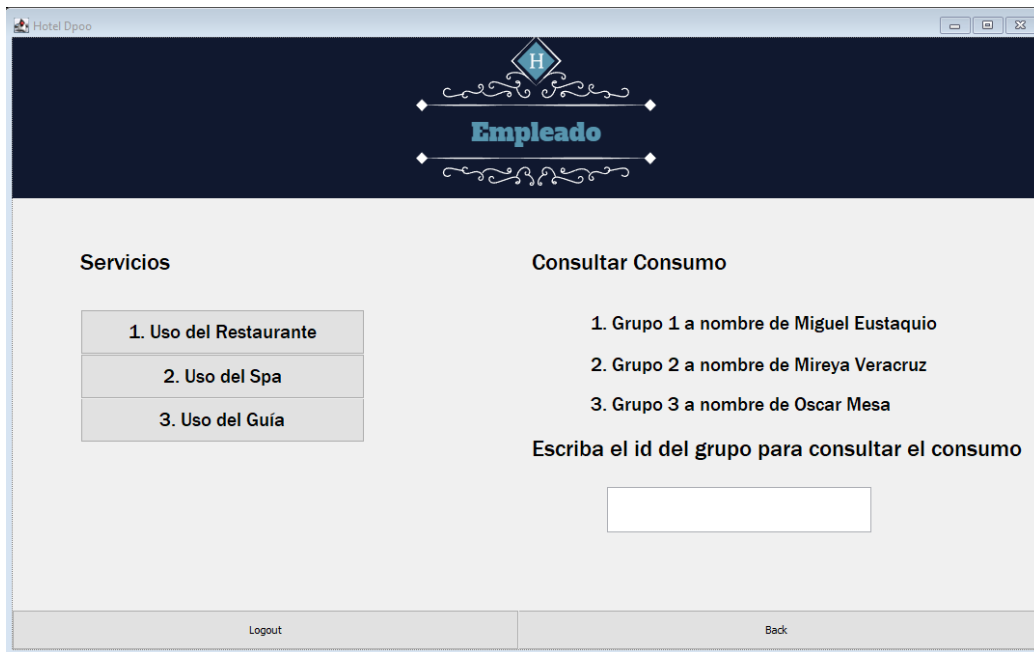 Hotel Dpoo
H
Empleado
Servicios
1. Uso del Restaurante
2. Uso del Spa
3. Uso del Guía
Consultar Consumo
1. Grupo 1 a nombre de Miguel Eustaquio
2. Grupo 2 a nombre de Mireya Veracruz
3. Grupo 3 a nombre de Oscar Mesa
Escriba el id del grupo para consultar el consumo
Logout
Back